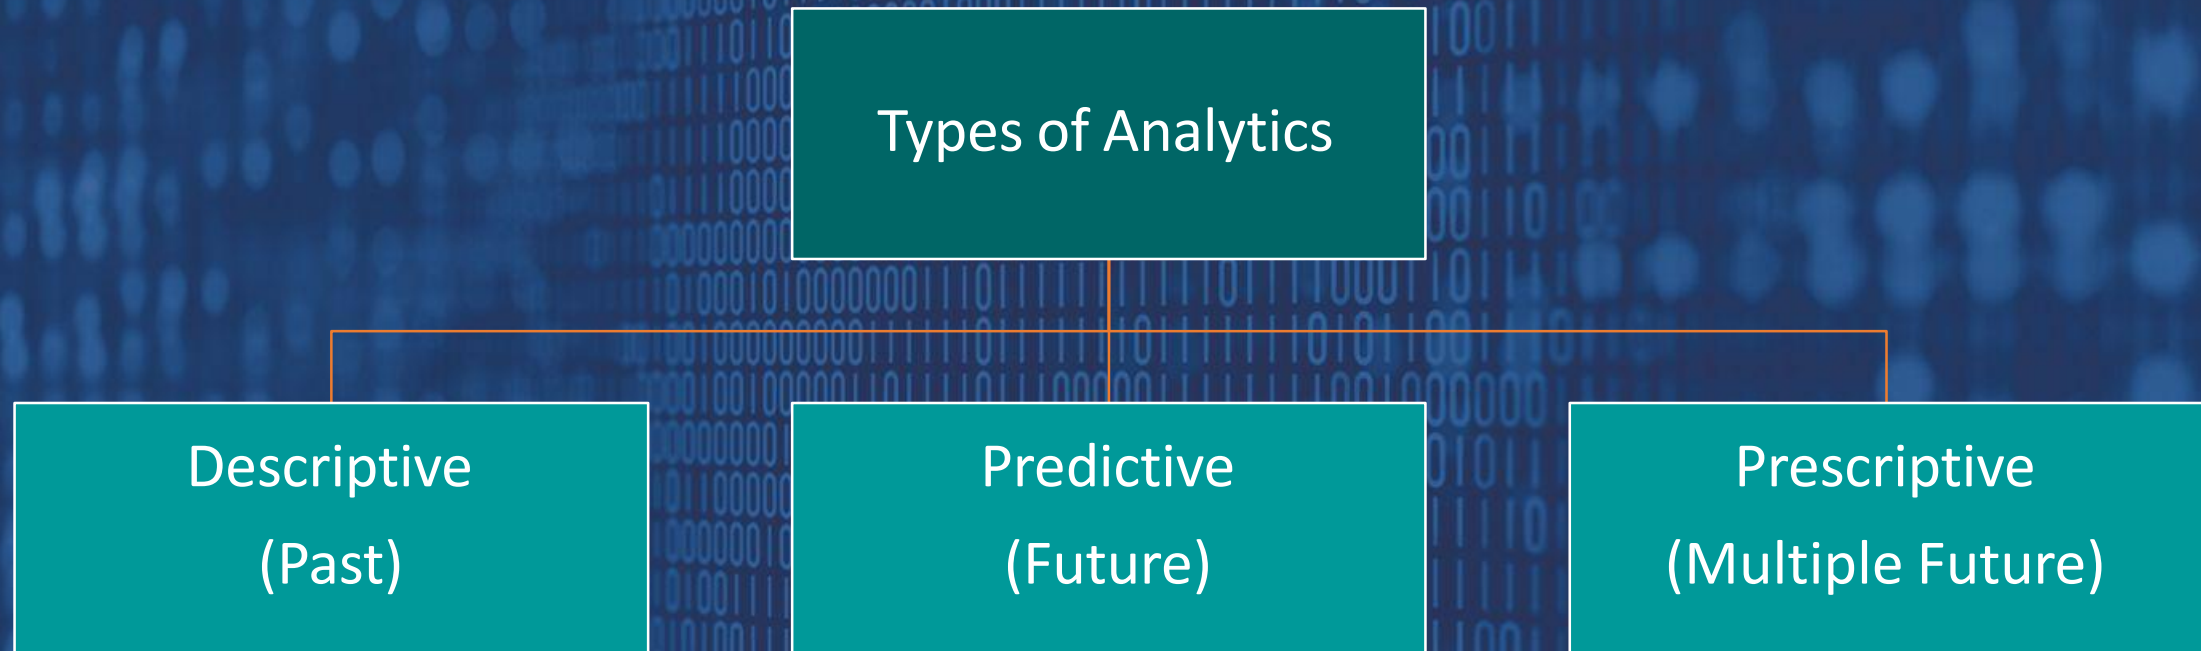 Types of Analytics
Descriptive
(Past)
Predictive
(Future)
Prescriptive
(Multiple Future)